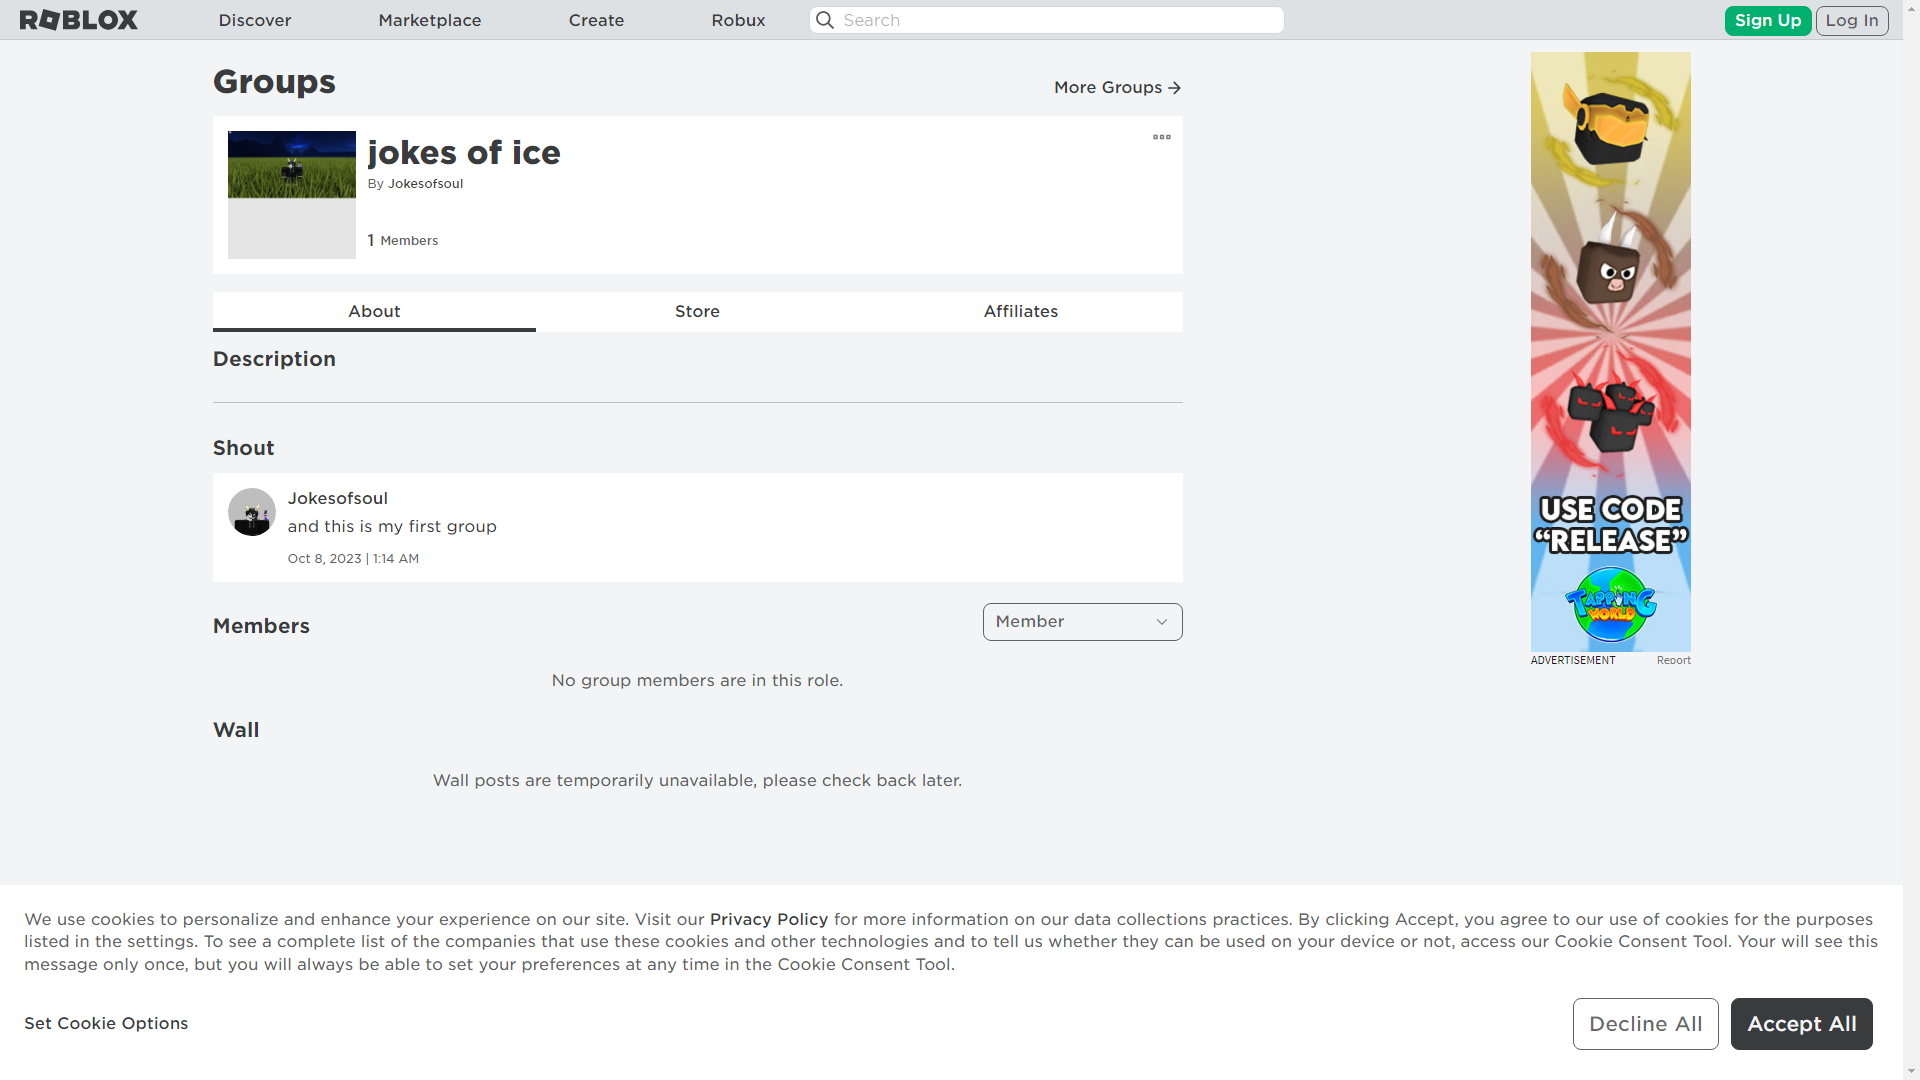 ROBLOX
Discover
Marketplace
Create
Robux
Search
Sign Up
Log In
Groups
More Groups
jokes of ice
By Jokesofsoul
1 Members
About
Store
Affiliates
Description
Shout
Jokesofsoul
and this is my first group
Oct 8, 2023 | 1:14 AM
Members
Member
No group members are in this role.
Wall
Wall posts are temporarily unavailable, please check back later.
USE CODE
“RELEASE”
TAPPING
WORLD
ADVERTISEMENT
Report
We use cookies to personalize and enhance your experience on our site. Visit our Privacy Policy for more information on our data collections practices. By clicking Accept, you agree to our use of cookies for the purposes
listed in the settings. To see a complete list of the companies that use these cookies and other technologies and to tell us whether they can be used on your device or not, access our Cookie Consent Tool. Your will see this
message only once, but you will always be able to set your preferences at any time in the Cookie Consent Tool.
Set Cookie Options
Decline All
Accept All